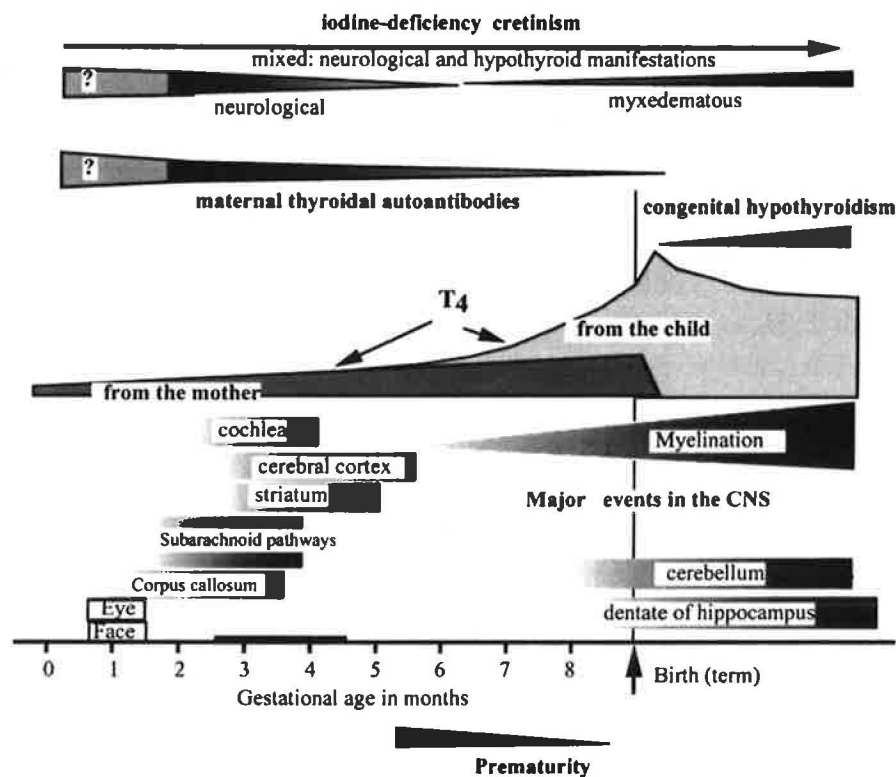 iodine-deficiency cretinism
mixed: neurological and hypothyroid manifestations
?
neurological
myxedematous
?
maternal thyroidal autoantibodies
congenital hypothyroidism
T4
from the child
from the mother
cochlea
Myelination
cerebral cortex
striatum
Major events in the CNS
Subarachnoid pathways
cerebellum
Corpus callosum
Eye
dentate of hippocampus
Face
0 1 2 3 4 5 6 7 8
Birth (term)
Gestational age in months
Prematurity